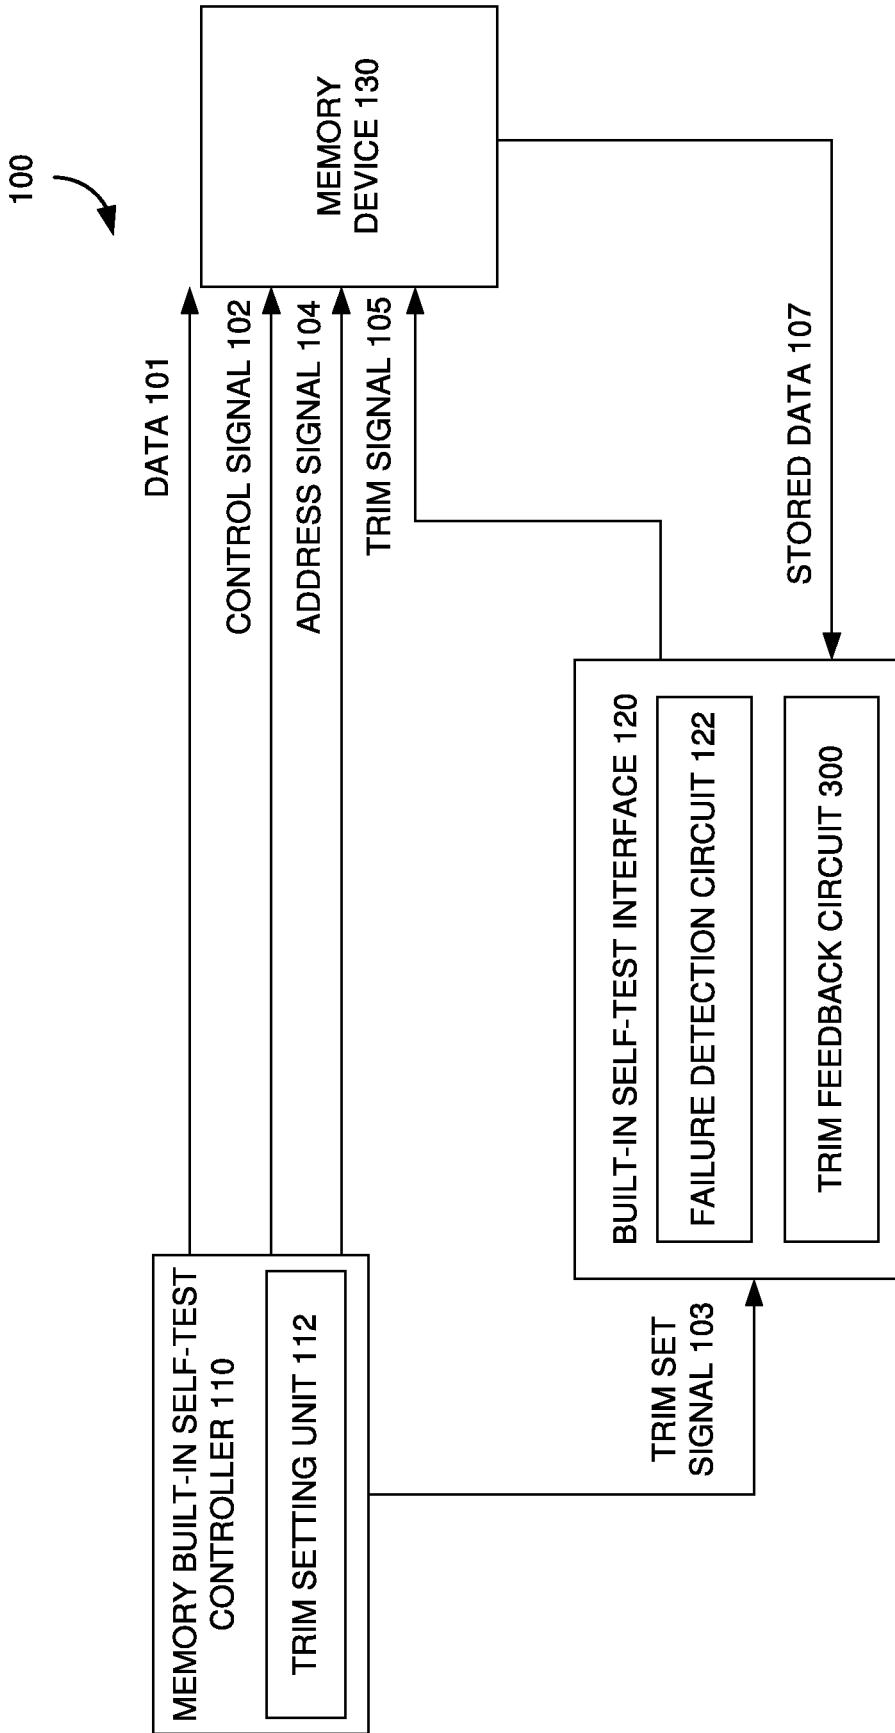 100
MEMORY BUILT-IN SELF-TEST
CONTROLLER 110
TRIM SETTING UNIT 112
DATA 101
CONTROL SIGNAL 102
ADDRESS SIGNAL 104
TRIM SIGNAL 105
MEMORY
DEVICE 130
TRIM SET
SIGNAL 103
BUILT-IN SELF-TEST INTERFACE 120
FAILURE DETECTION CIRCUIT 122
TRIM FEEDBACK CIRCUIT 300
STORED DATA 107